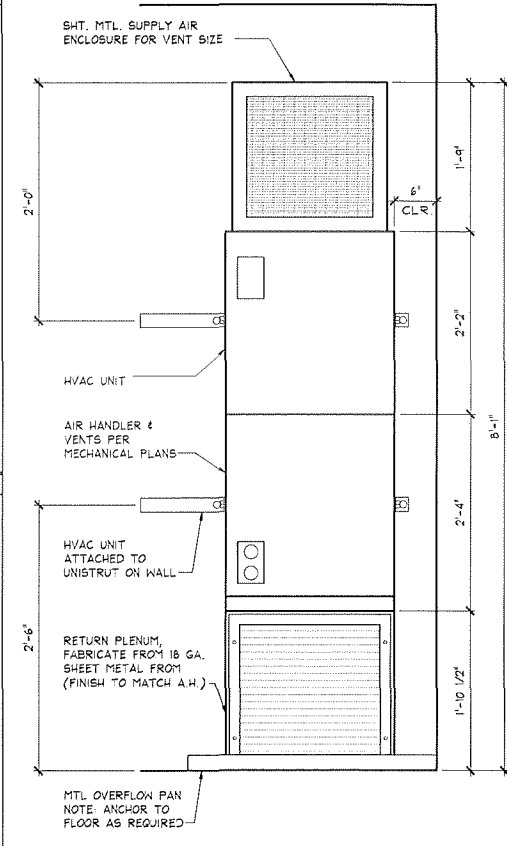 SHT. MTL. SUPPLY AIR
ENCLOSURE FOR VENT SIZE
2'-0"
1'-9"
6"
CLR.
2'-2"
8'-1"
HVAC UNIT
AIR HANDLER &
VENTS PER
MECHANICAL PLANS
2'-4"
HVAC UNIT
ATTACHED TO
UNISTRUT ON WALL
2'-6"
RETURN PLENUM,
FABRICATE FROM 18 GA.
SHEET METAL FROM
(FINISH TO MATCH A.H.)
1'-10 1/2"
MTL OVERFLOW PAN
NOTE: ANCHOR TO
FLOOR AS REQUIRED